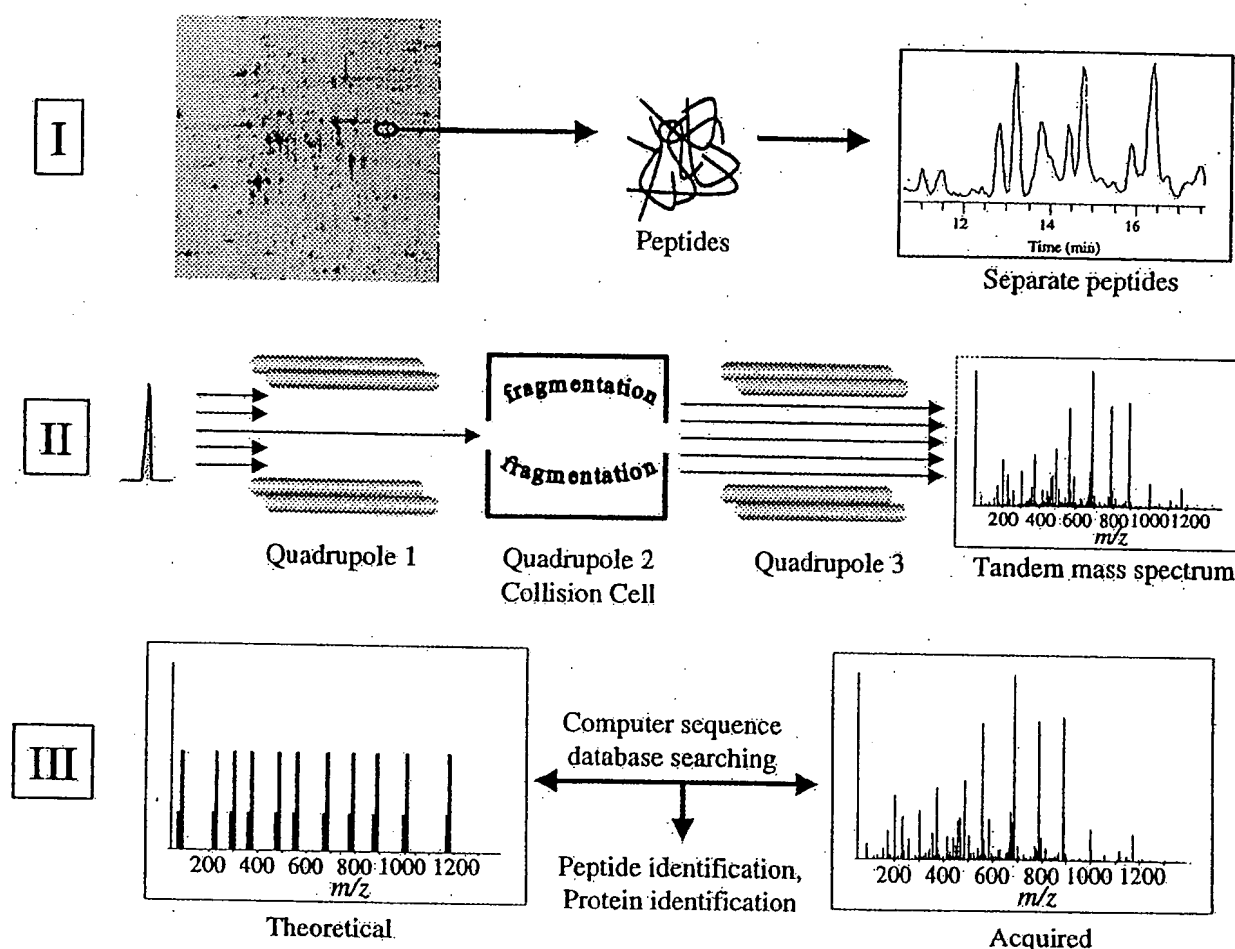 I
Peptides
12 14 16
Time (min)
Separate peptides
II
fragmentation
fragmentation
Quadrupole 1
Quadrupole 2
Collision Cell
Quadrupole 3
200 400 600 800 1000 1200
m/z
Tandem mass spectrum
III
Computer sequence
database searching
Peptide identification,
Protein identification
200 400 600 800 1000 1200
m/z
Theoretical
200 400 600 800 1000 1200
m/z
Acquired